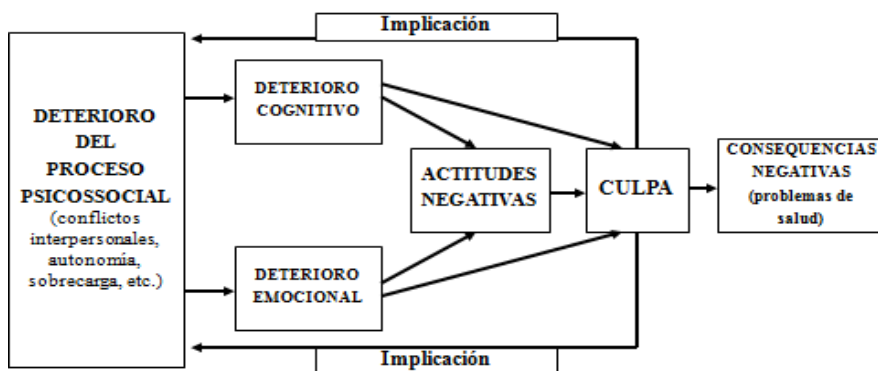 Implicación
DETERIORO
DEL
PROCESO
PSICOSSOCIAL
(conflictos
interpersonales,
autonomía,
sobrecarga, etc.)
DETERIORO
COGNITIVO
ACTITUDES
NEGATIVAS
CULPA
CONSEQUENCIAS
NEGATIVAS
(problemas de
salud)
DETERIORO
EMOCIONAL
Implicación